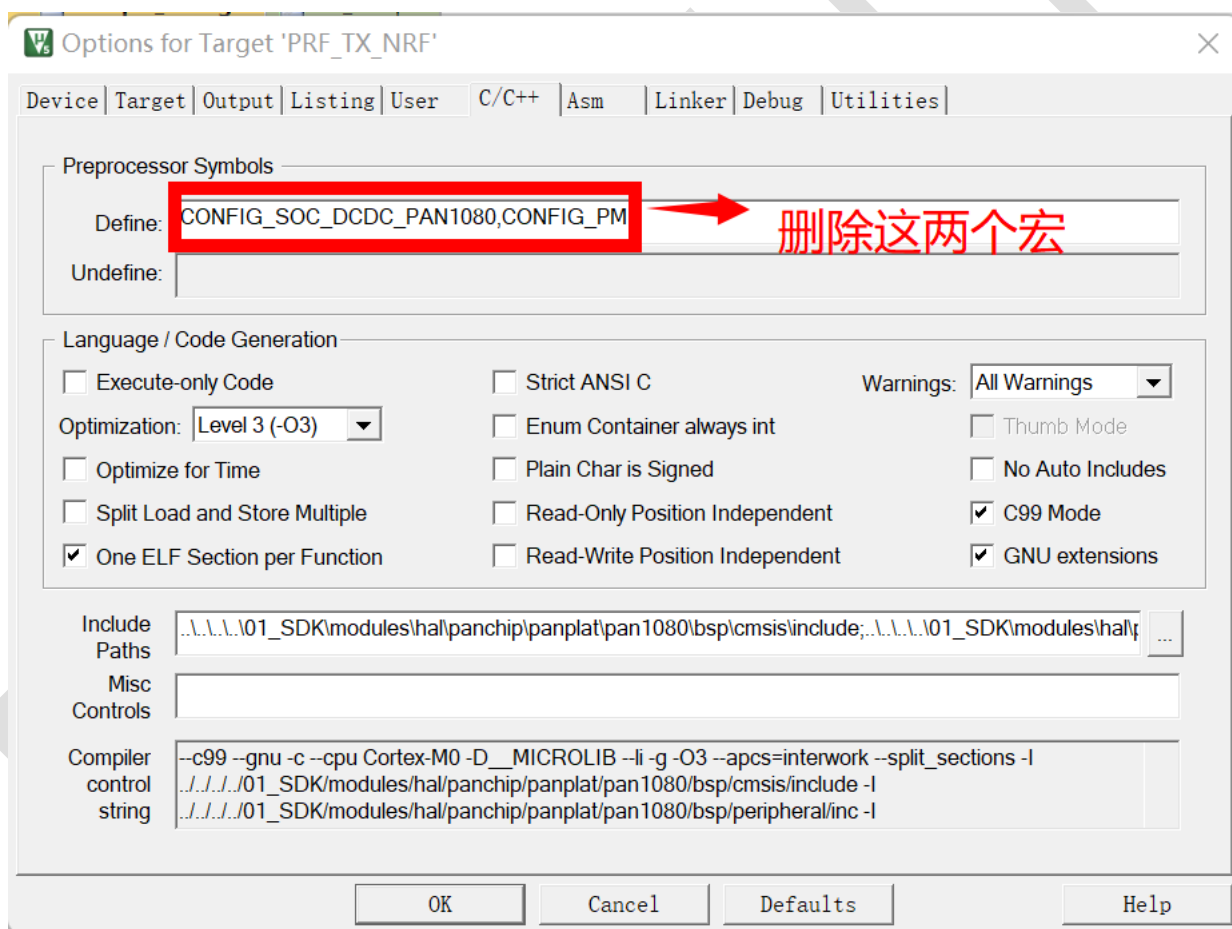 Options for Target 'PRF_TX_NRF'
Device Target Output Listing User C/C++ Asm Linker Debug Utilities
Preprocessor Symbols
Define: CONFIG_SOC_DCDC_PAN1080,CONFIG_PM
删除这两个宏
Undefine:
Language / Code Generation
Execute-only Code Strict ANSI C Warnings: All Warnings
Optimization: Level 3 (-O3) Enum Container always int Thumb Mode
Optimize for Time Plain Char is Signed No Auto Includes
Split Load and Store Multiple Read-Only Position Independent C99 Mode
One ELF Section per Function Read-Write Position Independent GNU extensions
Include Paths ..\..\..\..\01_SDK\modules\hal\panchip\panplat\pan1080\bsp\cmsis\include;..\..\..\..\01_SDK\modules\hal\p ...
Misc Controls
Compiler control string --c99 --gnu -c --cpu Cortex-M0 -D__MICROLIB --li -g -O3 --apcs=interwork --split_sections -I
../../../../01_SDK/modules/hal/panchip/panplat/pan1080/bsp/cmsis/include -I
../../../../01_SDK/modules/hal/panchip/panplat/pan1080/bsp/peripheral/inc -I
OK Cancel Defaults Help